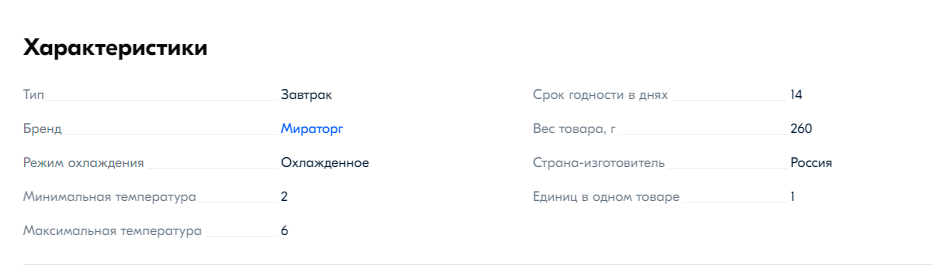 Характеристики
Тип Завтрак
Бренд Мираторг
Режим охлаждения Охлажденное
Минимальная температура 2
Максимальная температура 6
Срок годности в днях 14
Вес товара, г 260
Страна-изготовитель Россия
Единиц в одном товаре 1